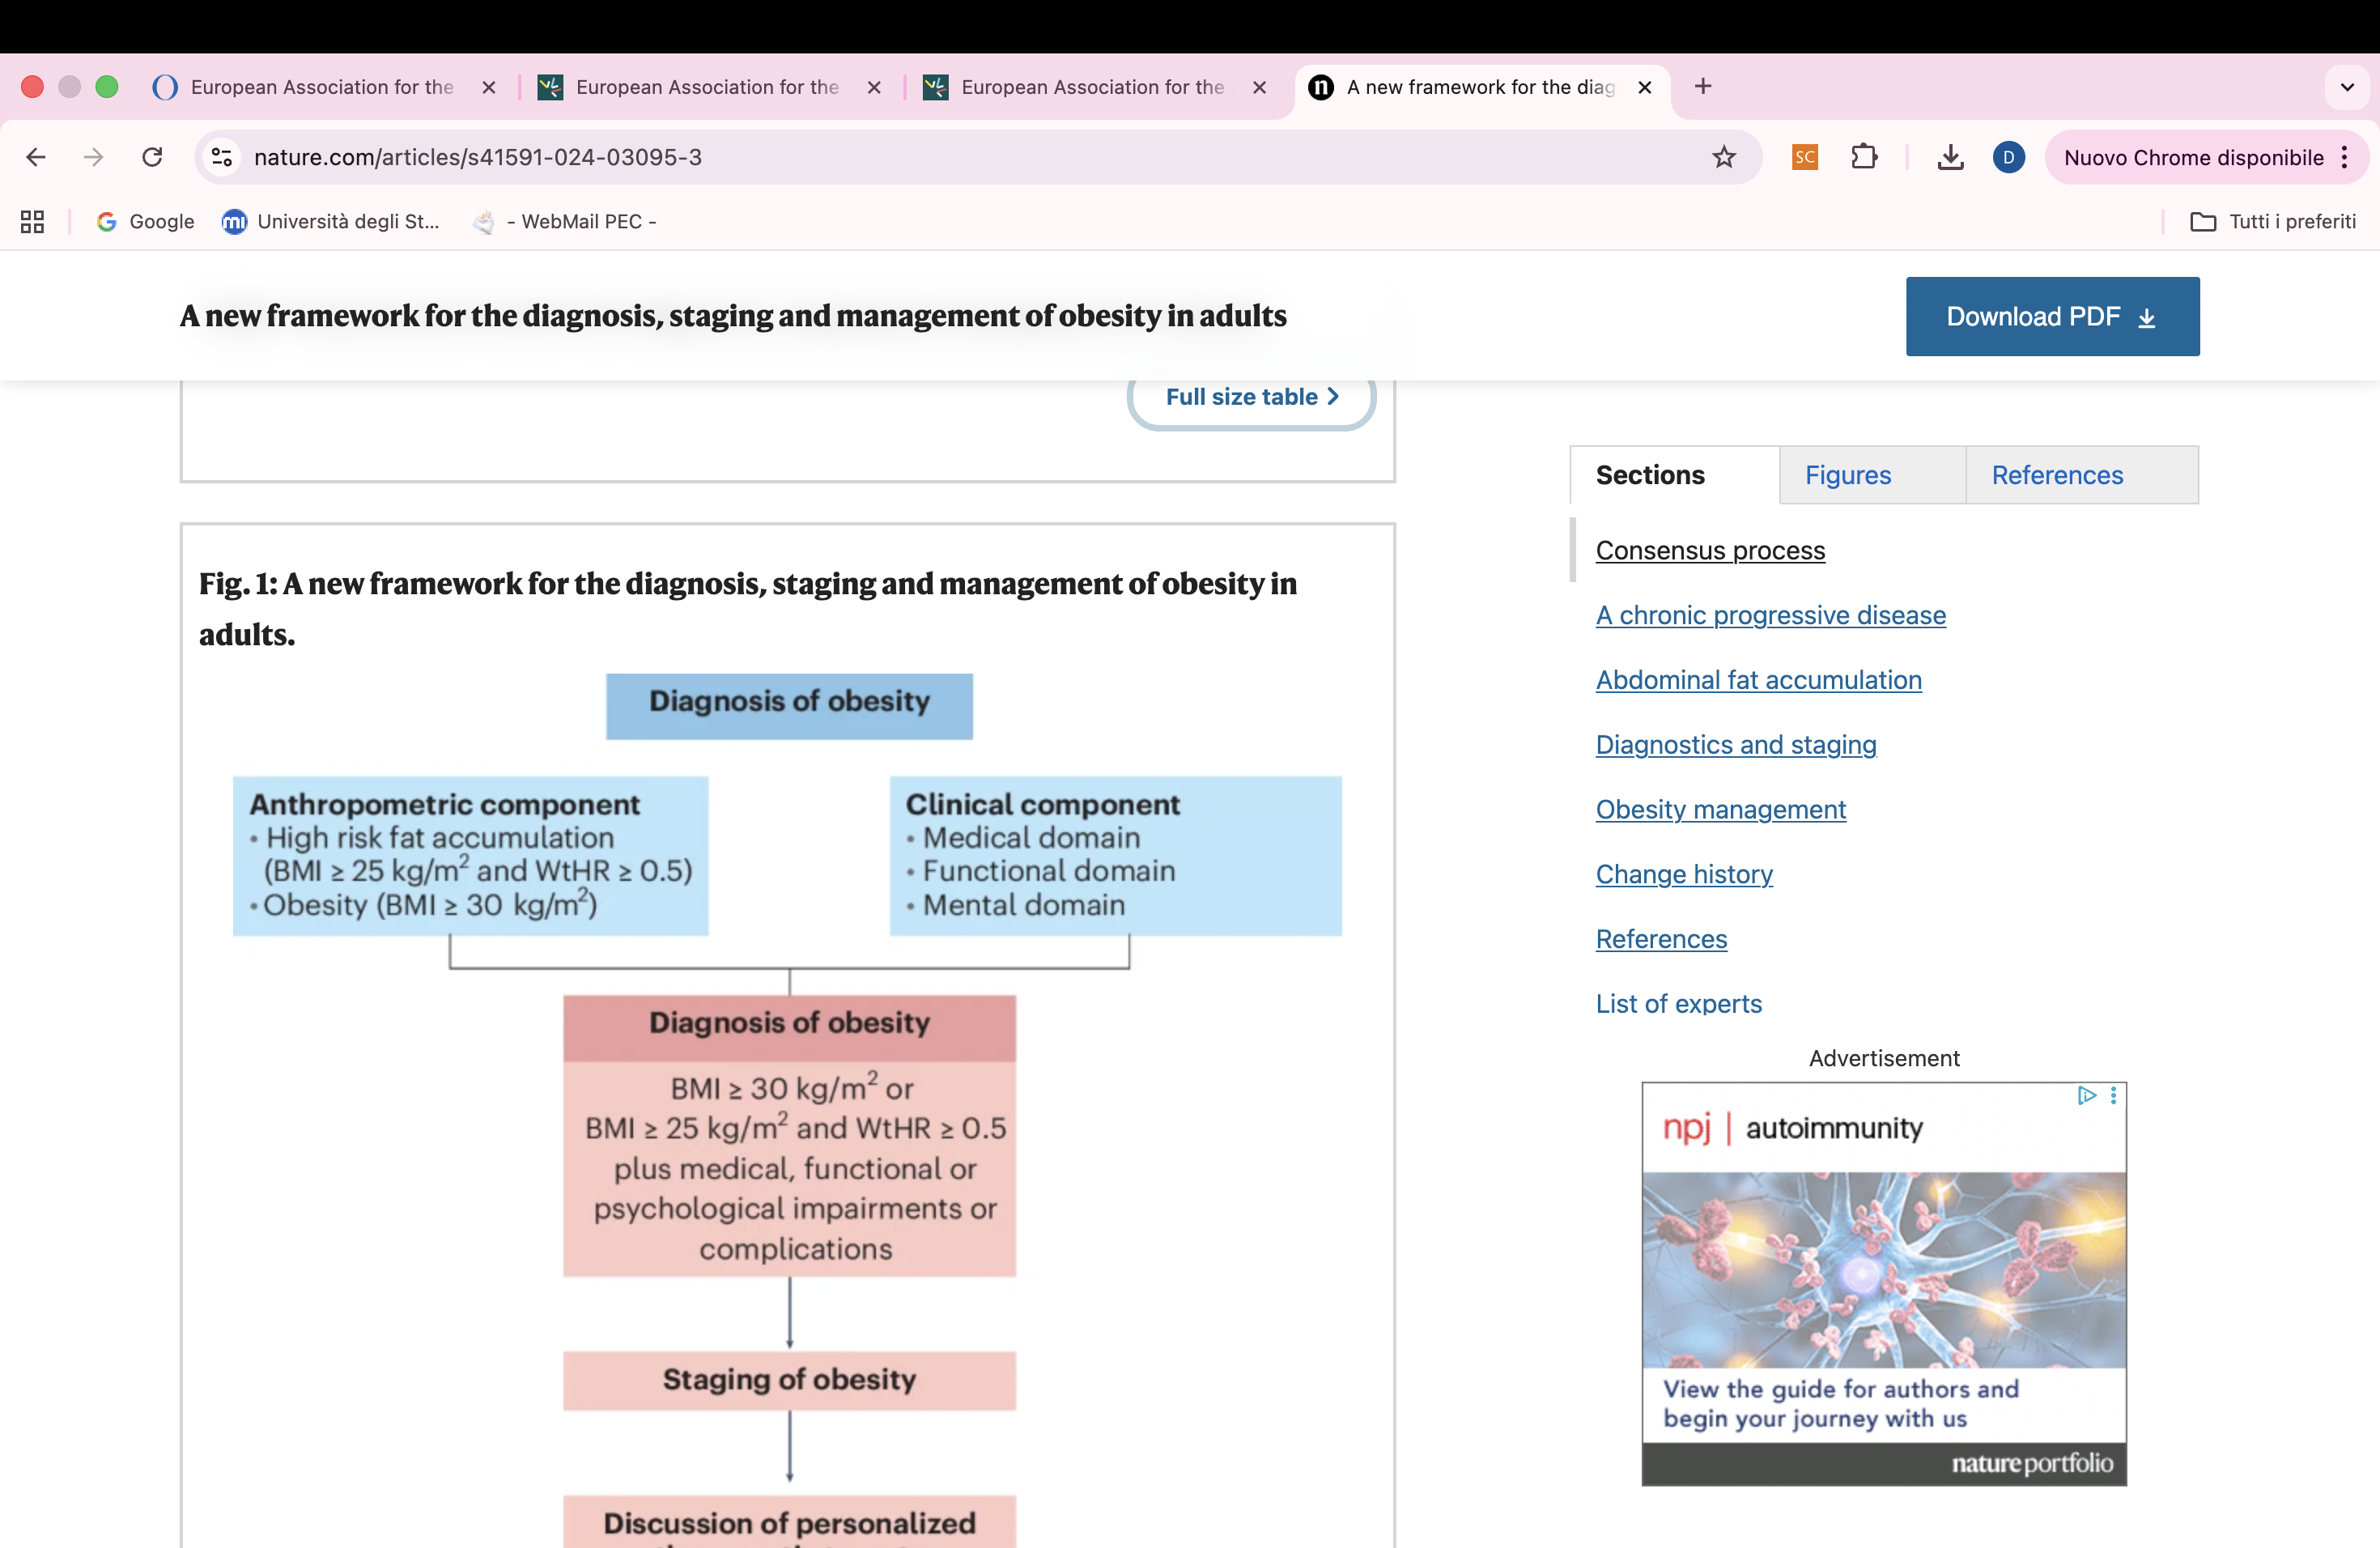 European Association for the
European Association for the
European Association for the
A new framework for the diag
nature.com/articles/s41591-024-03095-3
SC
D
Nuovo Chrome disponibile
Google
Università degli St...
- WebMail PEC -
Tutti i preferiti
A new framework for the diagnosis, staging and management of obesity in adults
Download PDF
Full size table
Fig. 1: A new framework for the diagnosis, staging and management of obesity in
adults.
Diagnosis of obesity
Anthropometric component
• High risk fat accumulation
(BMI ≥ 25 kg/m² and WtHR ≥ 0.5)
• Obesity (BMI ≥ 30 kg/m²)
Clinical component
• Medical domain
• Functional domain
• Mental domain
Diagnosis of obesity
BMI ≥ 30 kg/m² or
BMI ≥ 25 kg/m² and WtHR ≥ 0.5
plus medical, functional or
psychological impairments or
complications
Staging of obesity
Discussion of personalized
Sections
Figures
References
Consensus process
A chronic progressive disease
Abdominal fat accumulation
Diagnostics and staging
Obesity management
Change history
References
List of experts
Advertisement
npj | autoimmunity
View the guide for authors and
begin your journey with us
nature portfolio